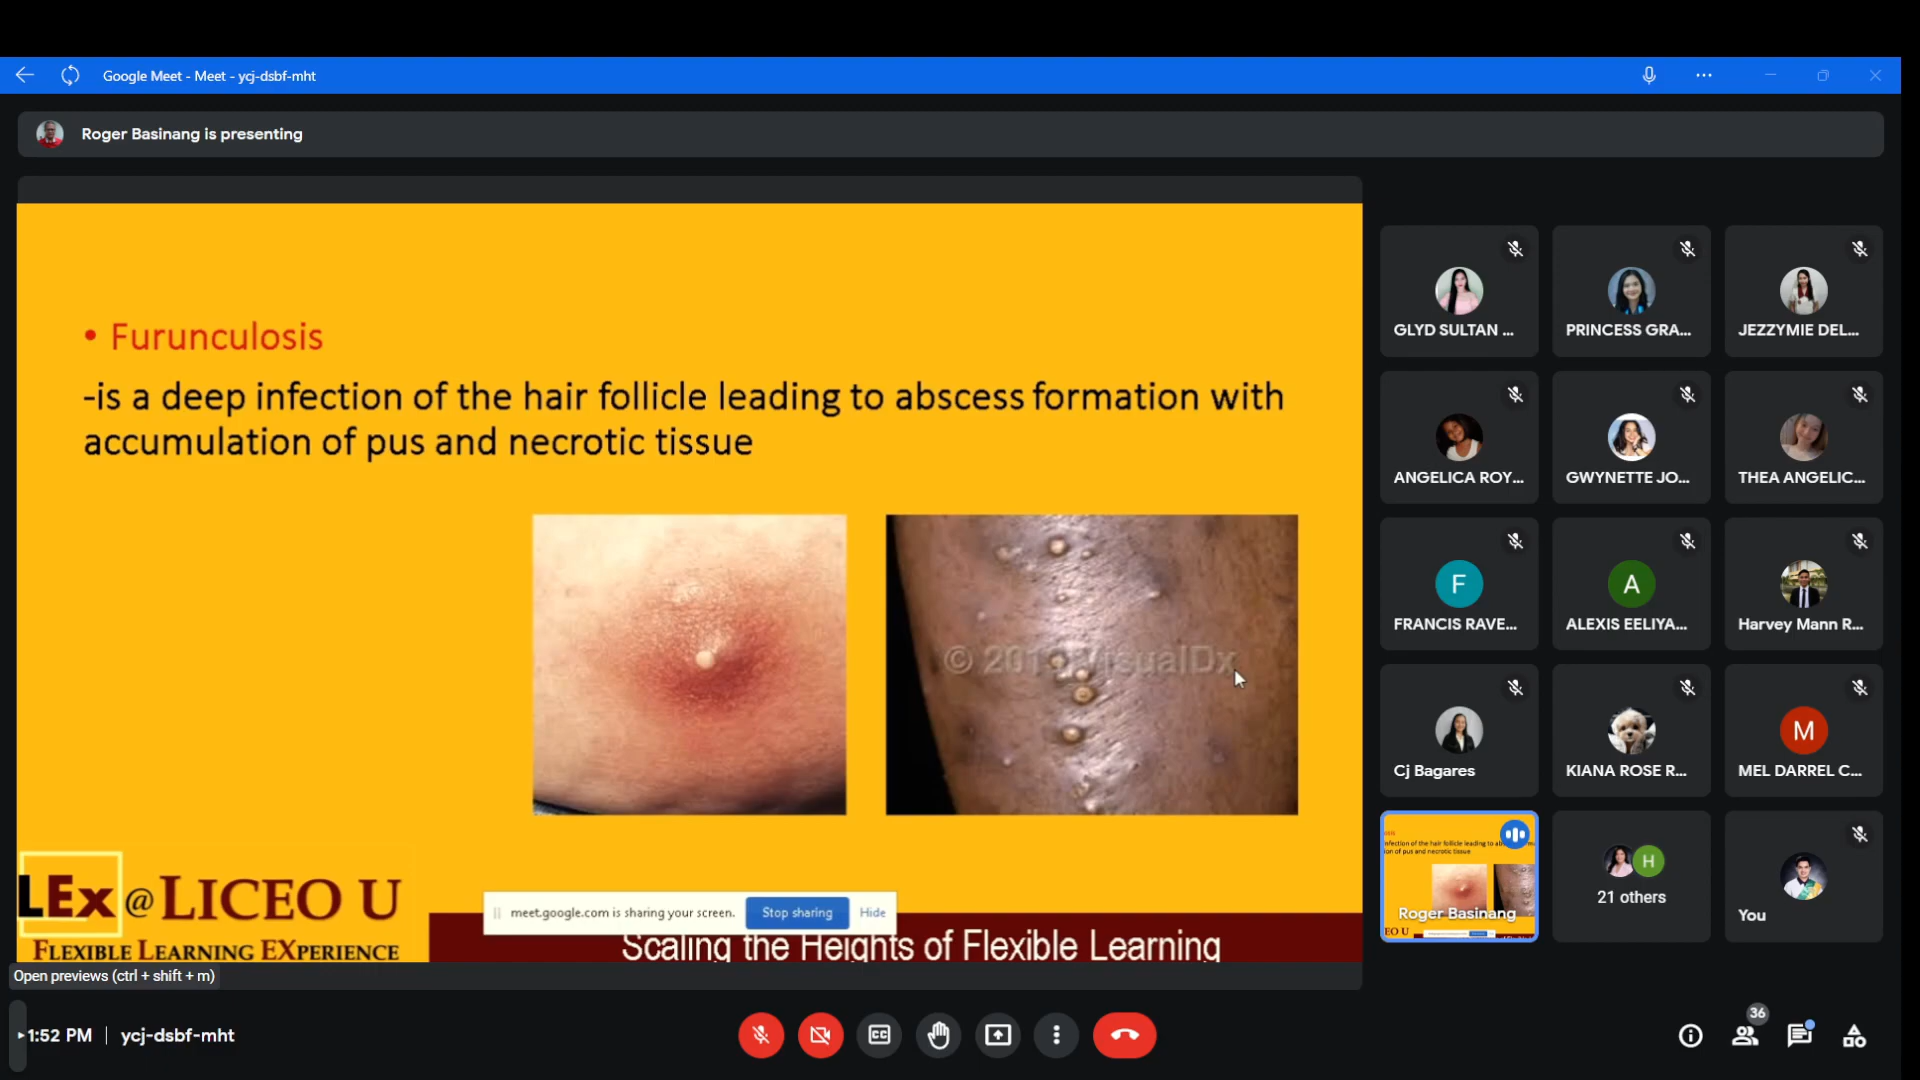 Google Meet - Meet - ycj-dsbf-mht
Roger Basinang is presenting
• Furunculosis
-is a deep infection of the hair follicle leading to abscess formation with
accumulation of pus and necrotic tissue
© 201 VisualDx
LEx @ LICEO U
FLEXIBLE LEARNING EXPERIENCE
meet.google.com is sharing your screen.
Stop sharing
Hide
Scaling the Heights of Flexible Learning
Open previews (ctrl + shift + m)
GLYD SULTAN ...
PRINCESS GRA...
JEZZYMIE DEL...
ANGELICA ROY...
GWYNETTE JO...
THEA ANGELIC...
F
FRANCIS RAVE...
A
ALEXIS EELIYA...
Harvey Mann R...
Cj Bagares
KIANA ROSE R...
M
MEL DARREL C...
Roger Basinang
H
21 others
You
1:52 PM | ycj-dsbf-mht
CC
36